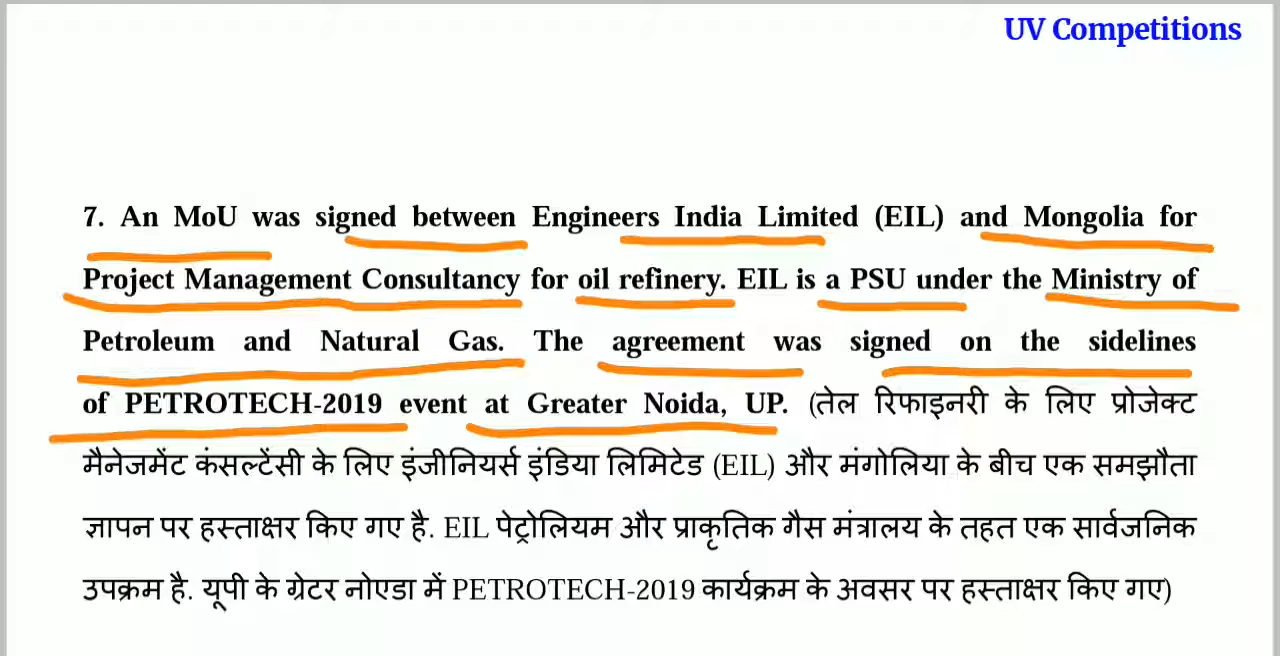 UV Competitions
7. An MoU was signed between Engineers India Limited (EIL) and Mongolia for
Project Management Consultancy for oil refinery. EIL is a PSU under the Ministry of
Petroleum and Natural Gas. The agreement was signed on the sidelines
of PETROTECH-2019 event at Greater Noida, UP. (तेल रिफाइनरी के लिए प्रोजेक्ट
मैनेजमेंट कंसल्टेंसी के लिए इंजीनियर्स इंडिया लिमिटेड (EIL) और मंगोलिया के बीच एक समझौता
ज्ञापन पर हस्ताक्षर किए गए है. EIL पेट्रोलियम और प्राकृतिक गैस मंत्रालय के तहत एक सार्वजनिक
उपक्रम है. यूपी के ग्रेटर नोएडा में PETROTECH-2019 कार्यक्रम के अवसर पर हस्ताक्षर किए गए)